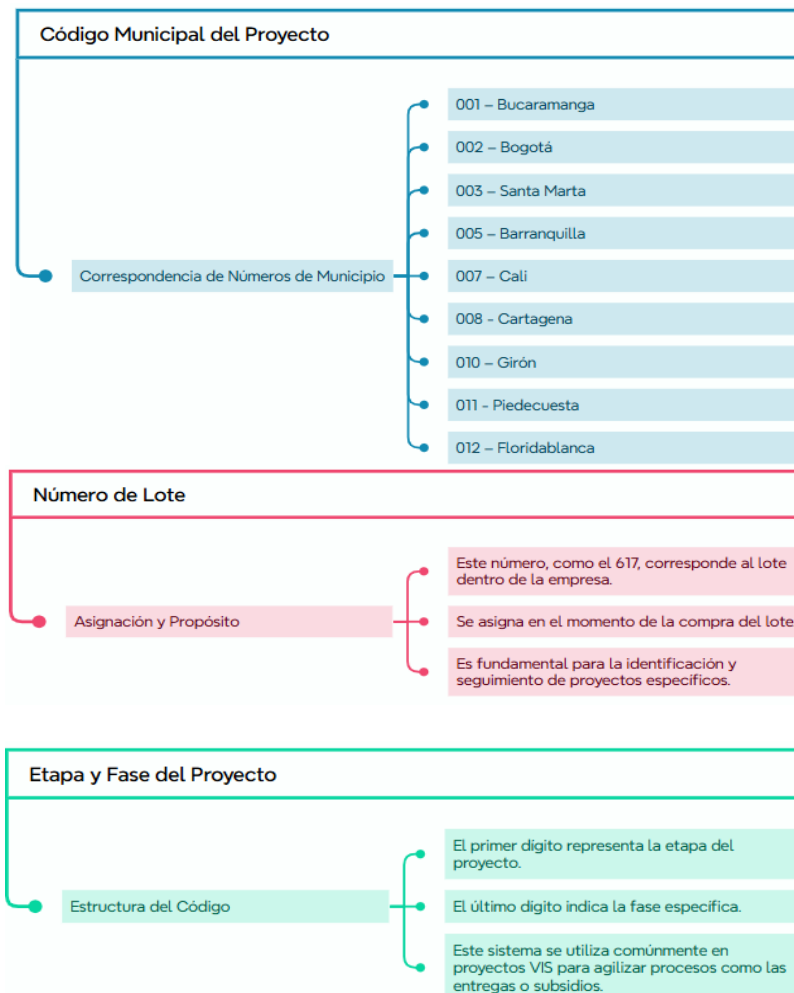 Código Municipal del Proyecto
001 – Bucaramanga
002 – Bogotá
003 – Santa Marta
005 – Barranquilla
Correspondencia de Números de Municipio
007 – Cali
008 - Cartagena
010 – Girón
011 - Piedecuesta
012 – Floridablanca
Número de Lote
Este número, como el 617, corresponde al lote
dentro de la empresa.
Asignación y Propósito
Se asigna en el momento de la compra del lote
Es fundamental para la identificación y
seguimiento de proyectos específicos.
Etapa y Fase del Proyecto
El primer dígito representa la etapa del
proyecto.
Estructura del Código
El último dígito indica la fase específica.
Este sistema se utiliza comúnmente en
proyectos VIS para agilizar procesos como las
entregas o subsidios.